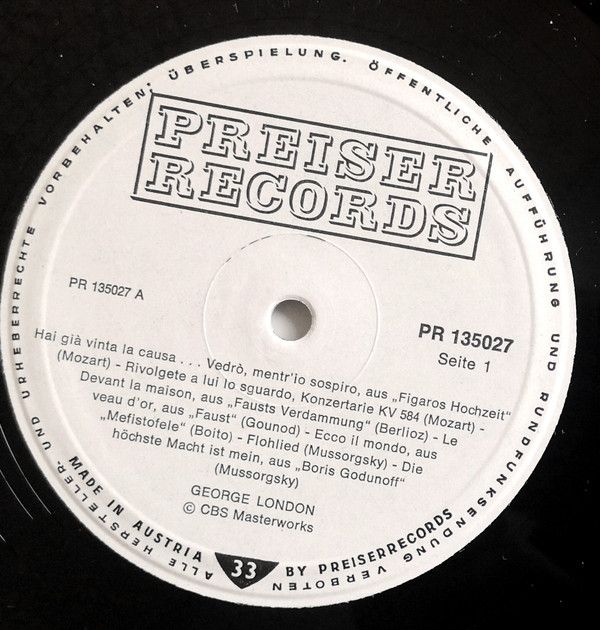 ALLE HERSTELLER- UND URHEBERRECHTE VORBEHALTEN; ÜBERSPIELUNG. ÖFFENTLICHE AUFFÜHRUNG UND RUNDFUNKSENDUNG VERBOTEN
PREISER
RECORDS
PR 135027 A
PR 135027
Seite 1
Hai già vinta la causa . . . Vedrò, mentr'io sospiro, aus „Figaros Hochzeit“
(Mozart) - Rivolgete a lui lo sguardo, Konzertarie KV 584 (Mozart) -
Devant la maison, aus „Fausts Verdammung“ (Berlioz) - Le
veau d'or, aus „Faust“ (Gounod) - Ecco il mondo, aus
„Mefistofele“ (Boito) - Flohlied (Mussorgsky) - Die
höchste Macht ist mein, aus „Boris Godunoff“
(Mussorgsky)
GEORGE LONDON
© CBS Masterworks
MADE IN AUSTRIA 33 BY PREISERRECORDS